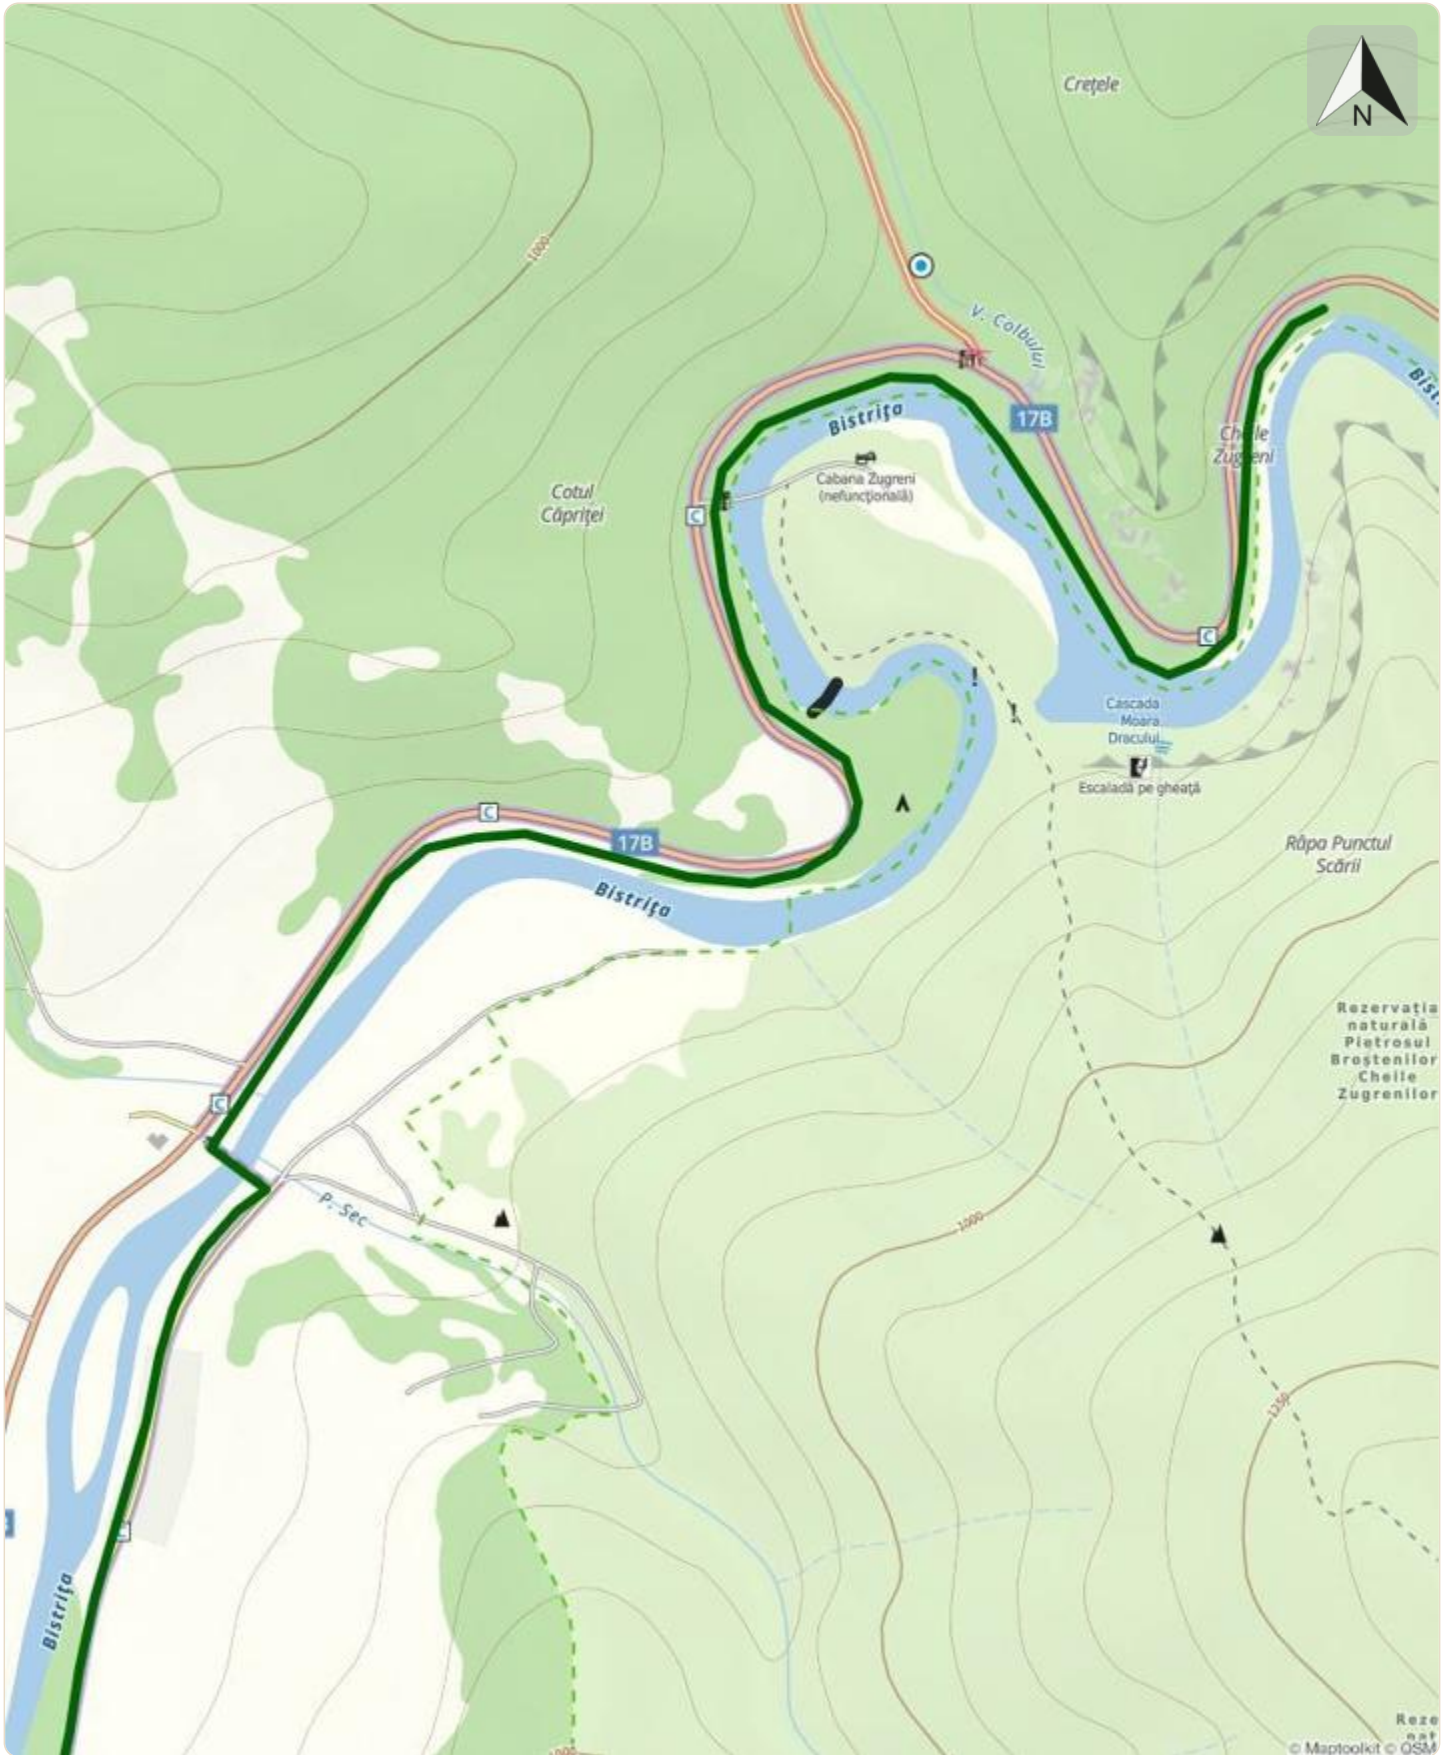 Crețele
N
1000
V. Colbului
Bistrița
17B
Cheile
Zugreni
Cabana Zugreni
(nefuncțională)
Cotul
Căpriței
C
C
!
!
Cascada
Moara
Dracului
Escaladă pe gheață
C
17B
Bistrița
Râpa Punctul
Scării
Rezervația
naturală
Pietrosul
Broștenilor
Cheile
Zugrenilor
C
P. Sec
1000
1250
C
Bistrița
© Maptoolkit © OSM